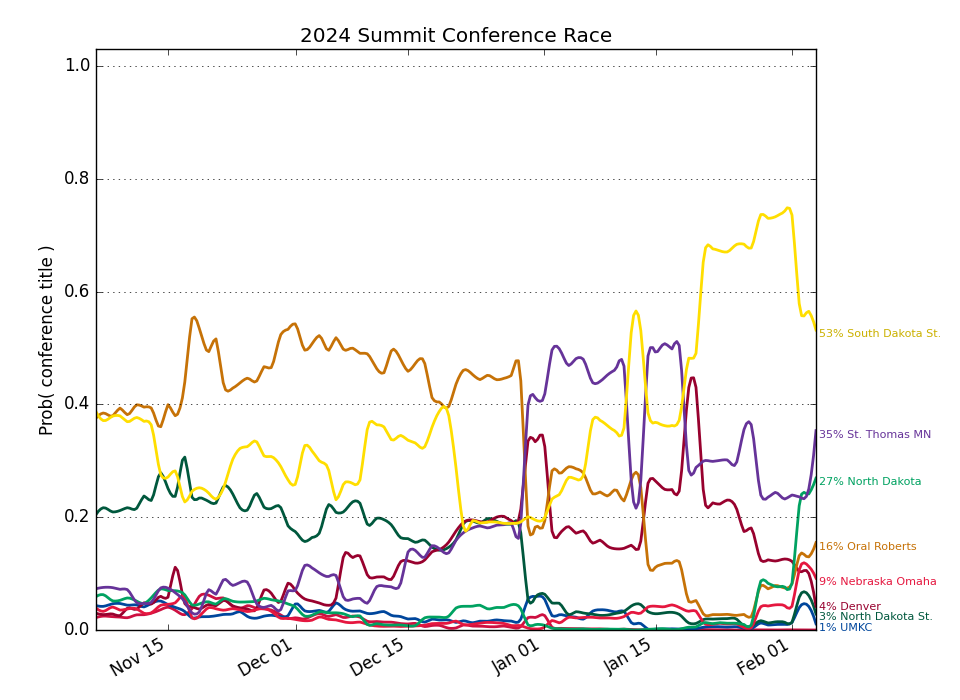 2024 Summit Conference Race
Prob( conference title )
1.0
0.8
0.6
0.4
0.2
0.0
Nov 15
Dec 01
Dec 15
Jan 01
Jan 15
Feb 01
53% South Dakota St.
35% St. Thomas MN
27% North Dakota
16% Oral Roberts
9% Nebraska Omaha
4% Denver
3% North Dakota St.
1% UMKC